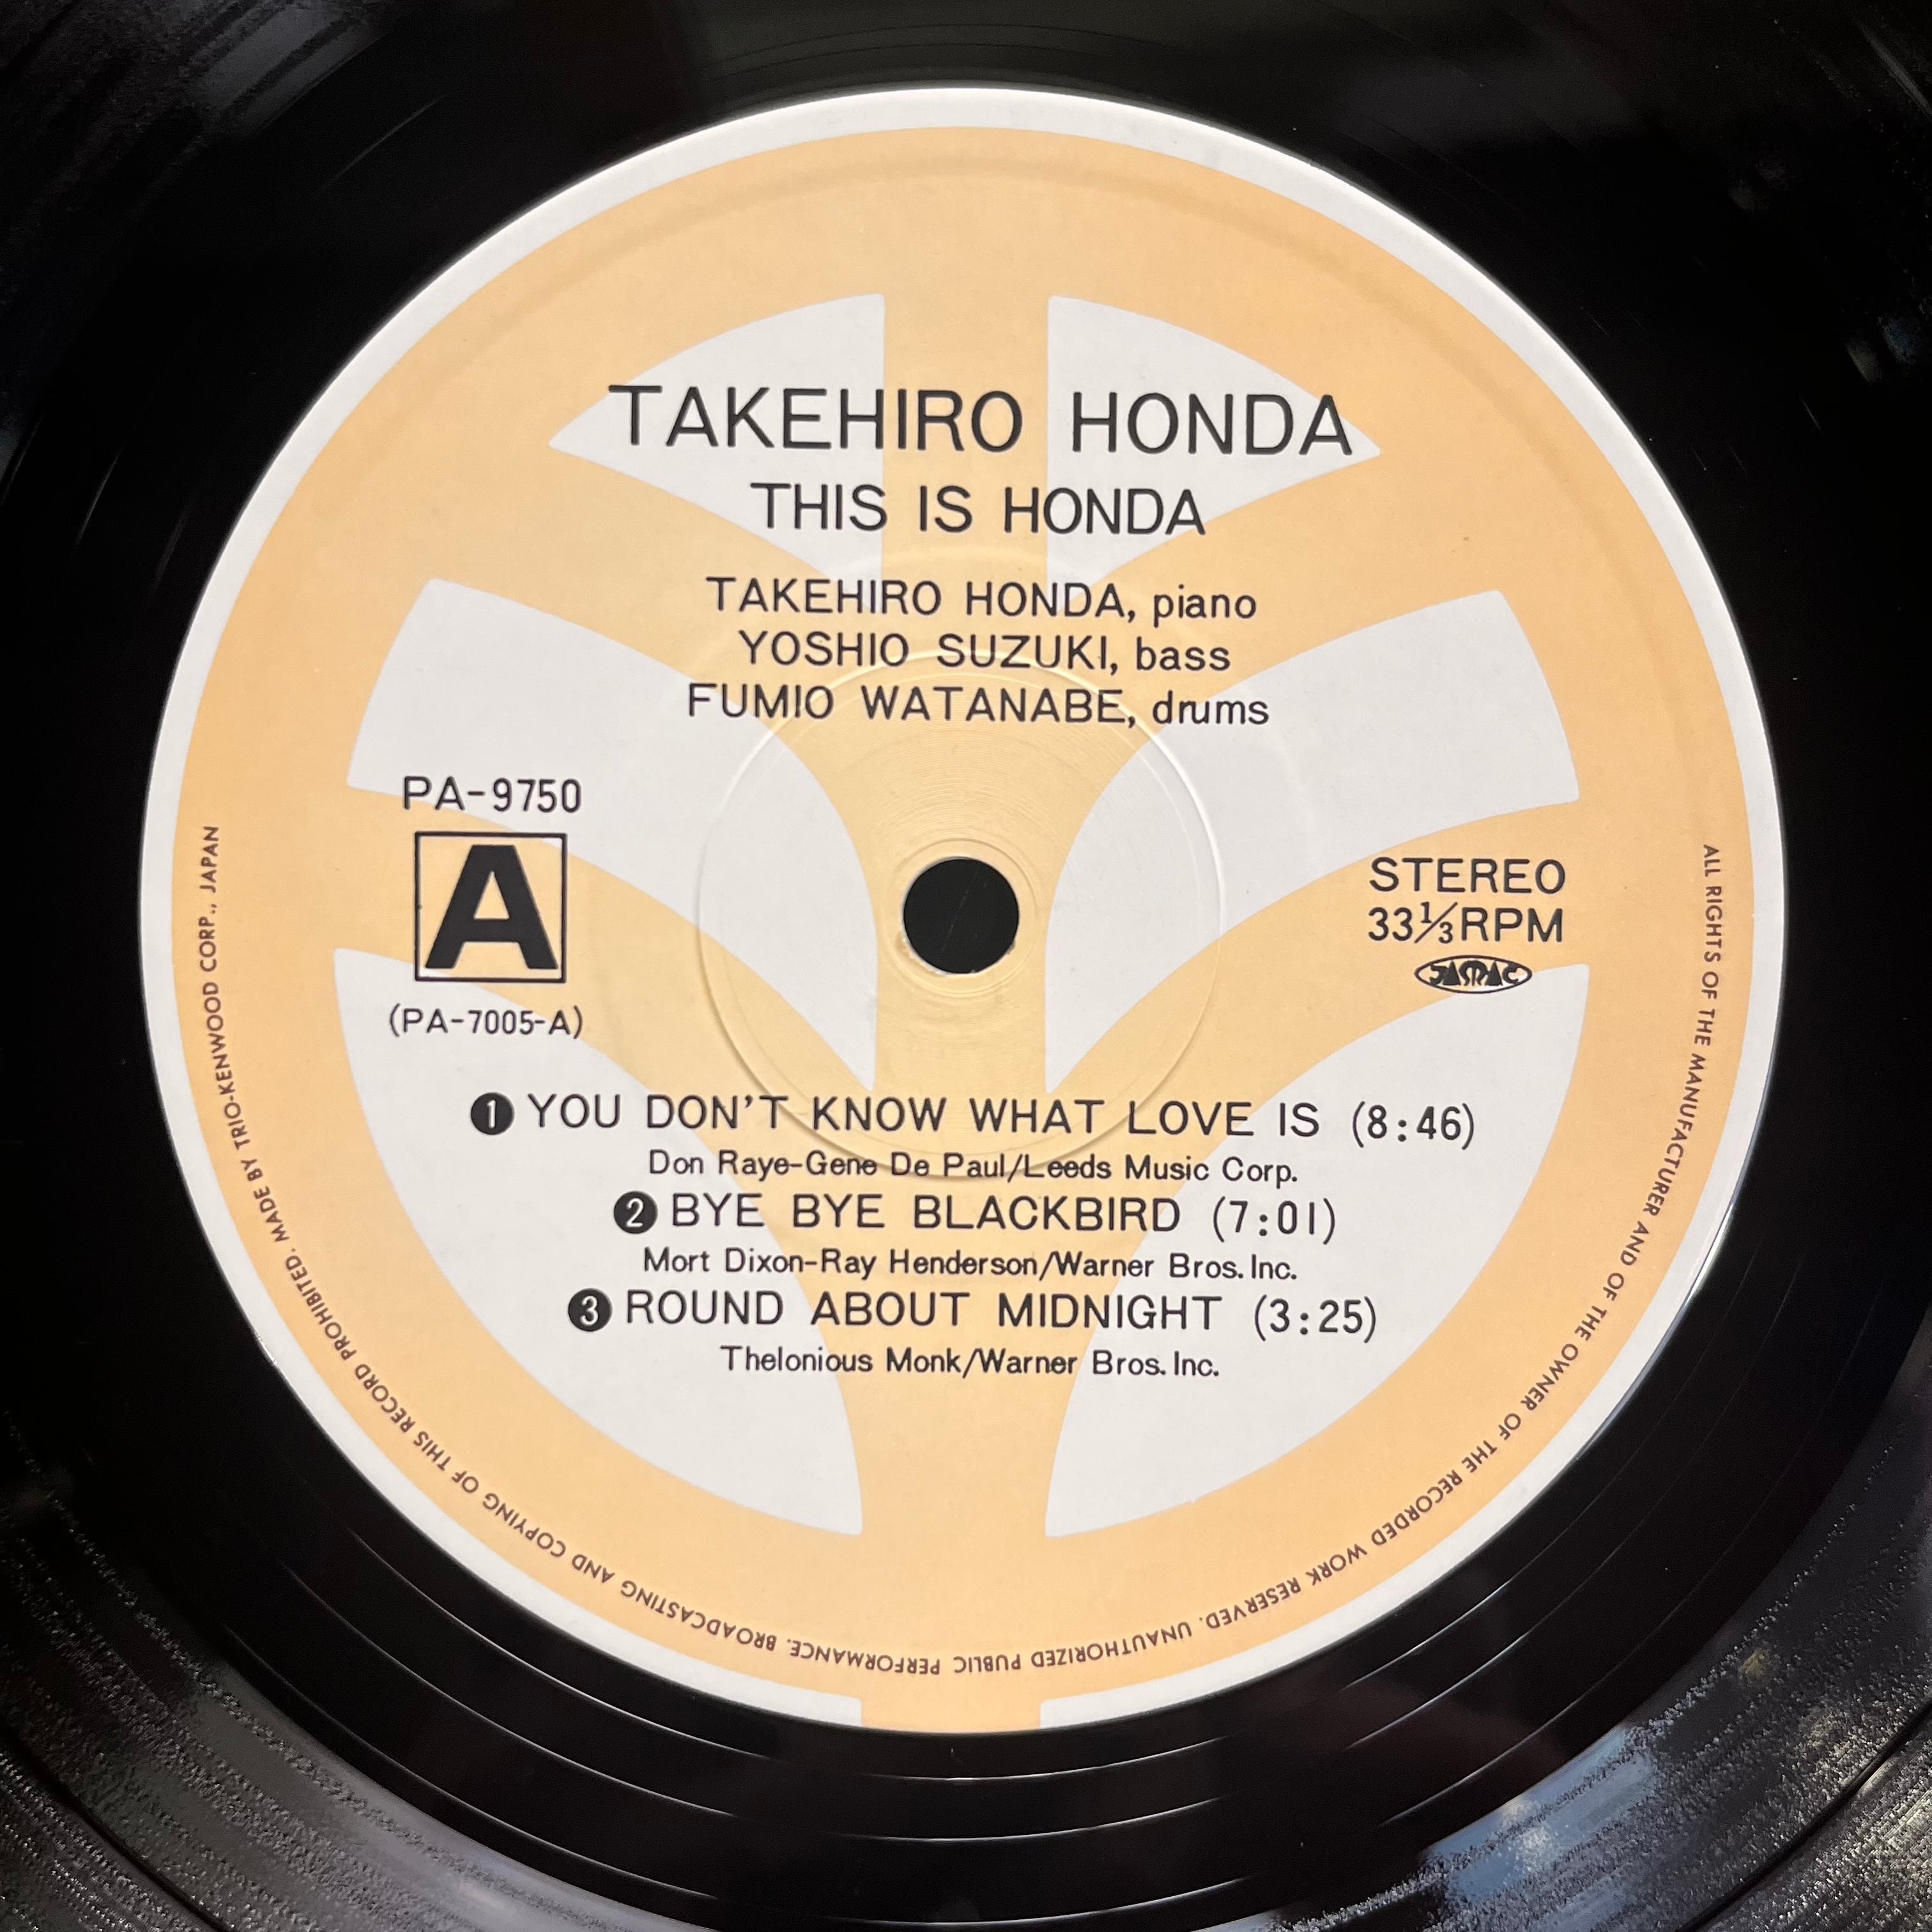 TAKEHIRO HONDA
THIS IS HONDA
TAKEHIRO HONDA, piano
YOSHIO SUZUKI, bass
FUMIO WATANABE, drums
PA-9750
A
(PA-7005-A)
STEREO
33⅓RPM
JASRAC
❶ YOU DON'T KNOW WHAT LOVE IS (8:46)
Don Raye-Gene De Paul/Leeds Music Corp.
❷ BYE BYE BLACKBIRD (7:01)
Mort Dixon-Ray Henderson/Warner Bros. Inc.
❸ ROUND ABOUT MIDNIGHT (3:25)
Thelonious Monk/Warner Bros. Inc.
ALL RIGHTS OF THE MANUFACTURER AND OF THE OWNER OF THE RECORDED WORK RESERVED. UNAUTHORIZED PUBLIC PERFORMANCE. BROADCASTING AND COPYING OF THIS RECORD PROHIBITED. MADE BY TRIO-KENWOOD CORP., JAPAN